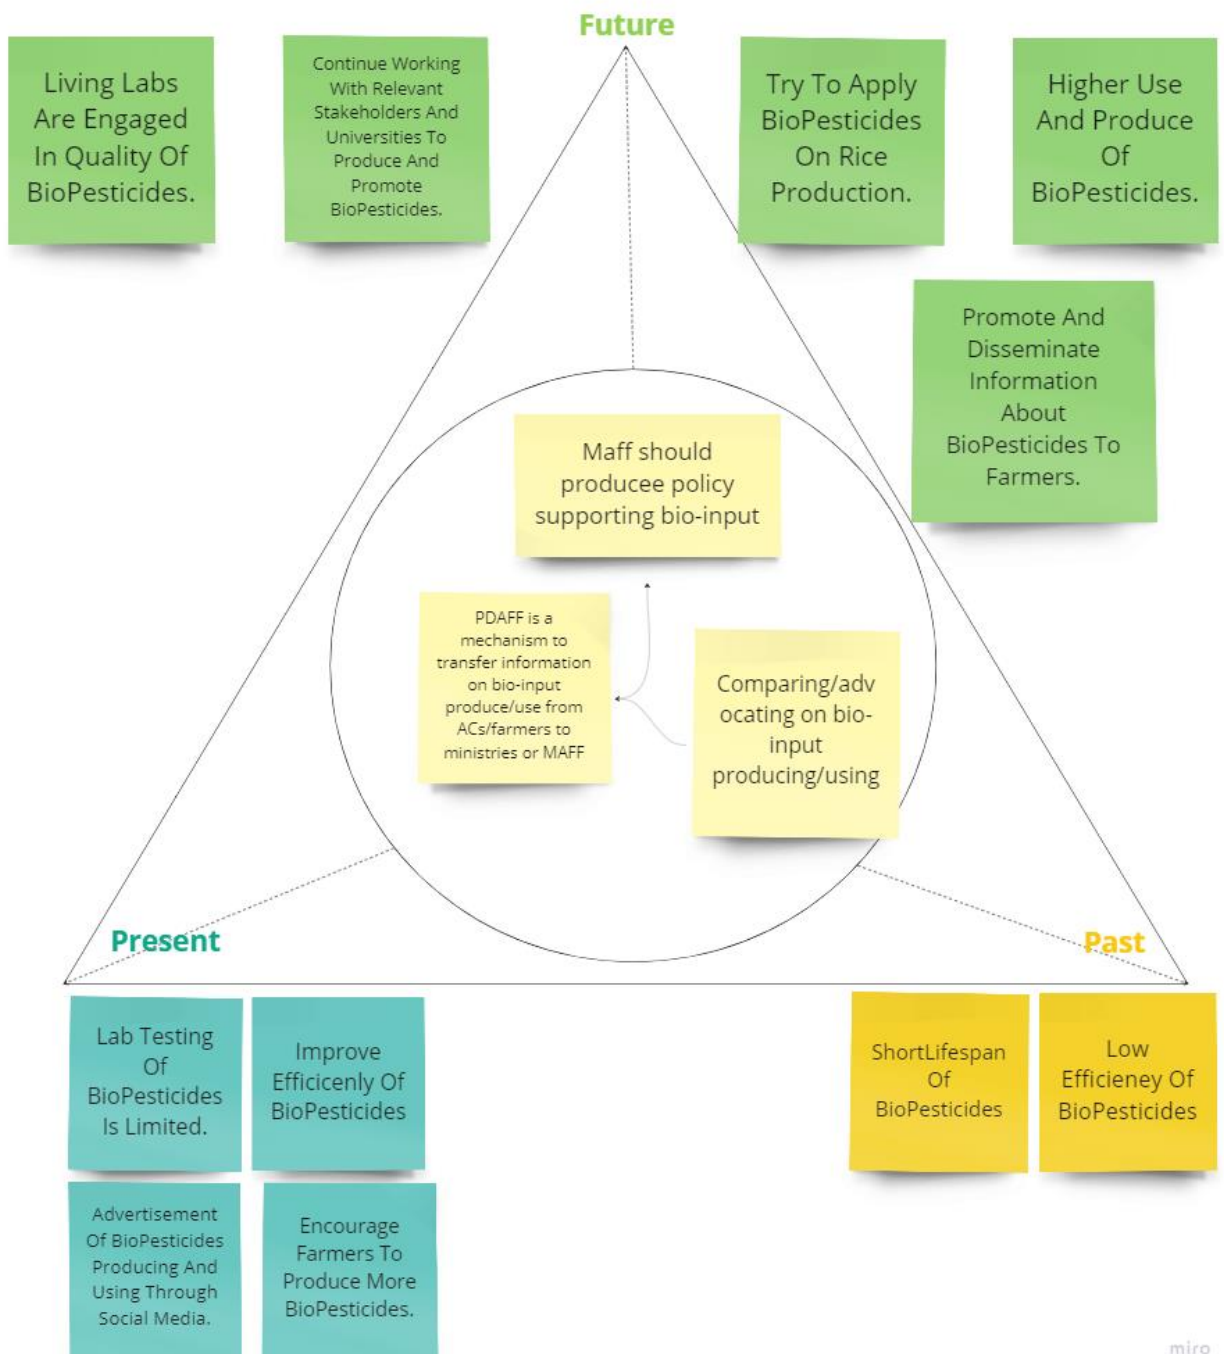 Future
Living Labs
Are Engaged
In Quality Of
BioPesticides.
Continue Working
With Relevant
Stakeholders And
Universities To
Produce And
Promote
BioPesticides.
Try To Apply
BioPesticides
On Rice
Production.
Higher Use
And Produce
Of
BioPesticides.
Promote And
Disseminate
Information
About
BioPesticides To
Farmers.
Maff should
producee policy
supporting bio-input
PDAFF is a
mechanism to
transfer information
on bio-input
produce/use from
ACs/farmers to
ministries or MAFF
Comparing/adv
ocating on bio-
input
producing/using
Present
Past
Lab Testing
Of
BioPesticides
Is Limited.
Improve
Efficicenly Of
BioPesticides
ShortLifespan
Of
BioPesticides
Low
Efficieney Of
BioPesticides
Advertisement
Of BioPesticides
Producing And
Using Through
Social Media.
Encourage
Farmers To
Produce More
BioPesticides.
miro